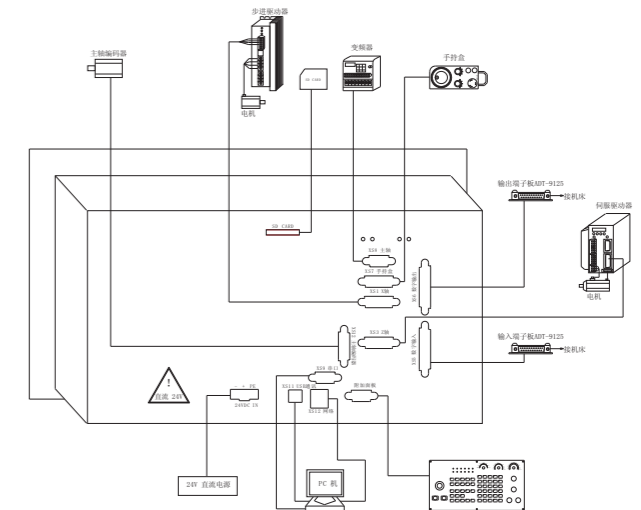 步进驱动器
主轴编码器
变频器
手持盒
SD CARD
电机
输出端子板ADT-9125
接机床
伺服驱动器
SD CARD
XS8 主轴
XS7 手持盒
XS1 X轴
XS6 数字输出
电机
XS3 Z轴
XS5 数字输入
输入端子板ADT-9125
接机床
XS9 串口
!
直流 24V
- + PE
24VDC IN
XS11 USB通讯
XS12 网络
附加面板
24V 直流电源
PC 机